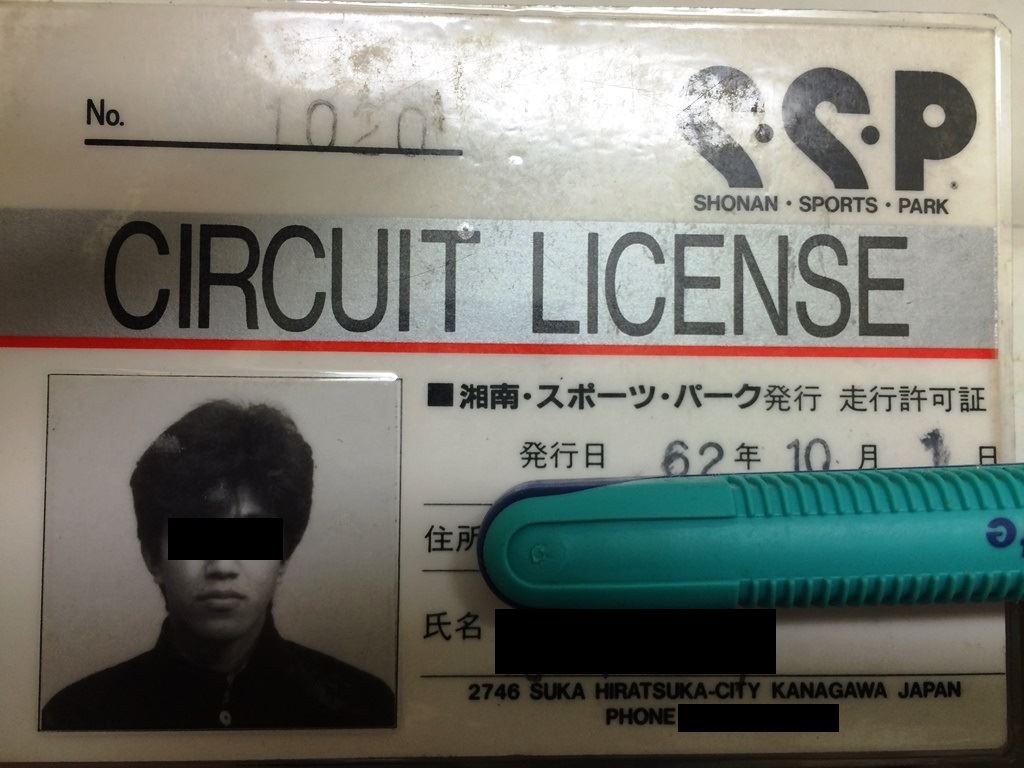 No. 1020
S・S・P®
SHONAN・SPORTS・PARK
CIRCUIT LICENSE
■湘南・スポーツ・パーク発行 走行許可証
発行日 62年 10月 1日
住所
氏名
2746 SUKA HIRATSUKA-CITY KANAGAWA JAPAN
PHONE